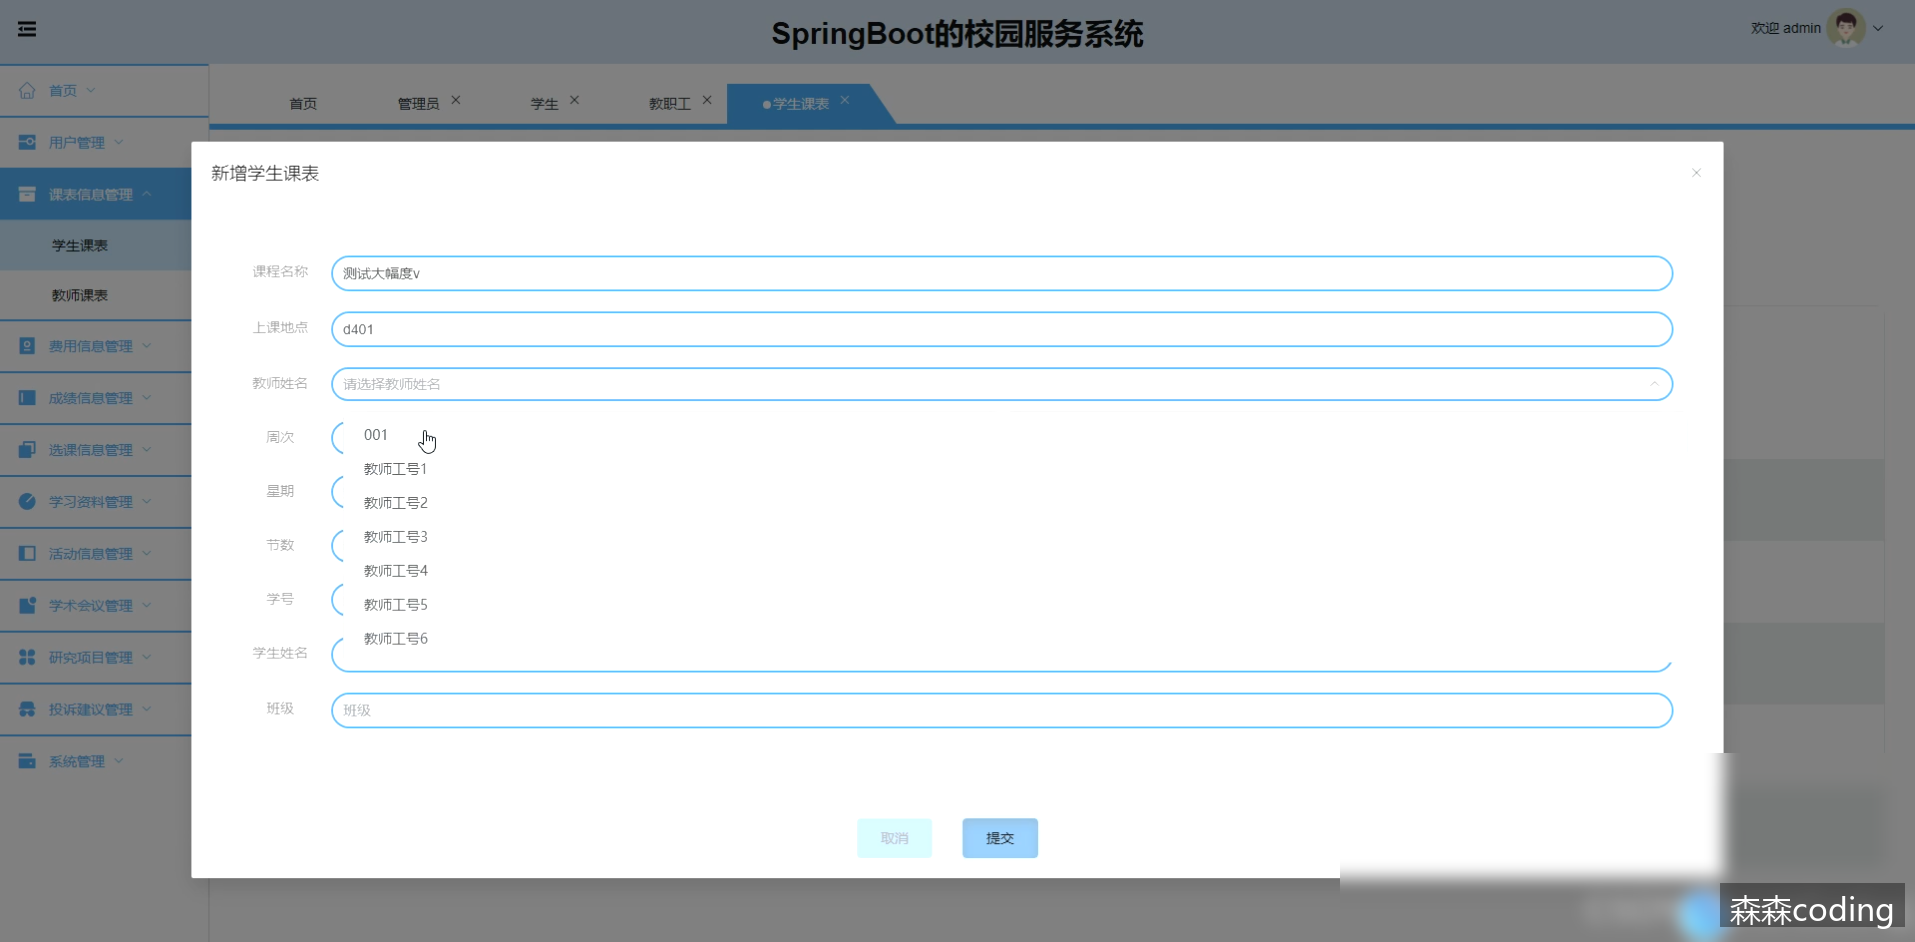 SpringBoot的校园服务系统
欢迎 admin
首页
管理员
学生
教职工
学生课表
首页
用户管理
课表信息管理
学生课表
教师课表
费用信息管理
成绩信息管理
选课信息管理
学习资料管理
活动信息管理
学术会议管理
研究项目管理
投诉建议管理
系统管理
新增学生课表
课程名称
测试大幅度v
上课地点
d401
教师姓名
请选择教师姓名
001
教师工号1
教师工号2
教师工号3
教师工号4
教师工号5
教师工号6
周次
星期
节数
学号
学生姓名
班级
班级
取消
提交
森森coding